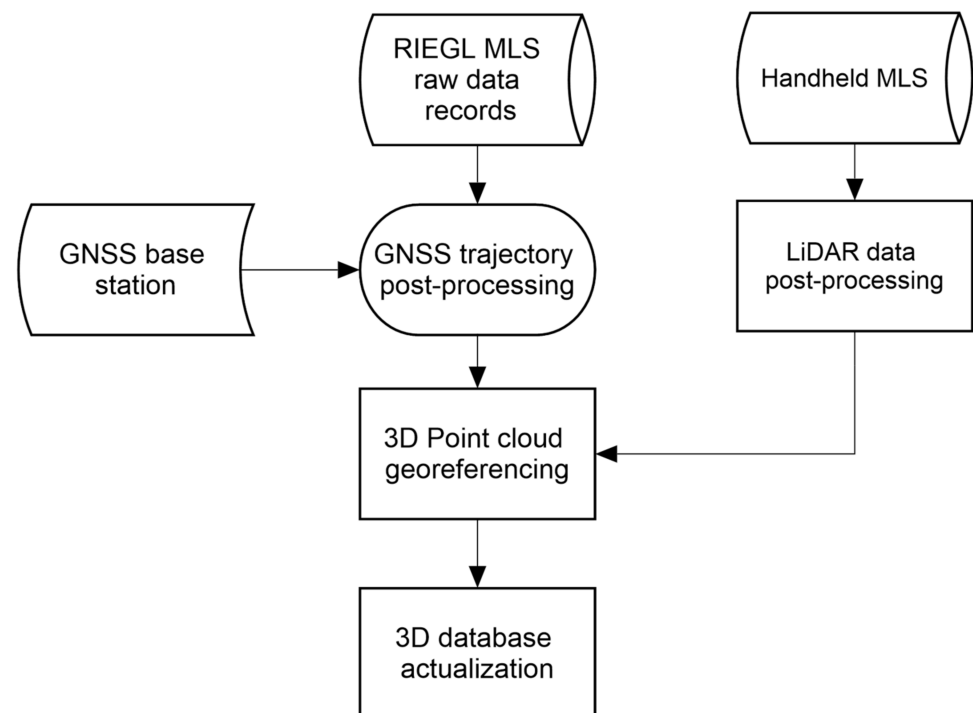 RIEGL MLS
raw data
records
Handheld MLS
GNSS base
station
GNSS trajectory
post-processing
LiDAR data
post-processing
3D Point cloud
georeferencing
3D database
actualization